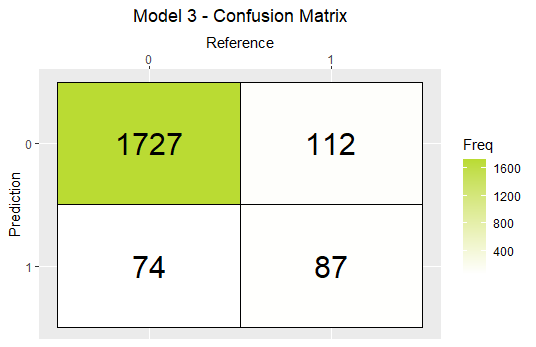 Model 3 - Confusion Matrix
Reference
0 1
Prediction
0
1727 112
1
74 87
Freq
1600
1200
800
400